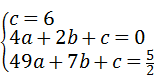 c = 6
4a + 2b + c = 0
49a + 7b + c = 5/2